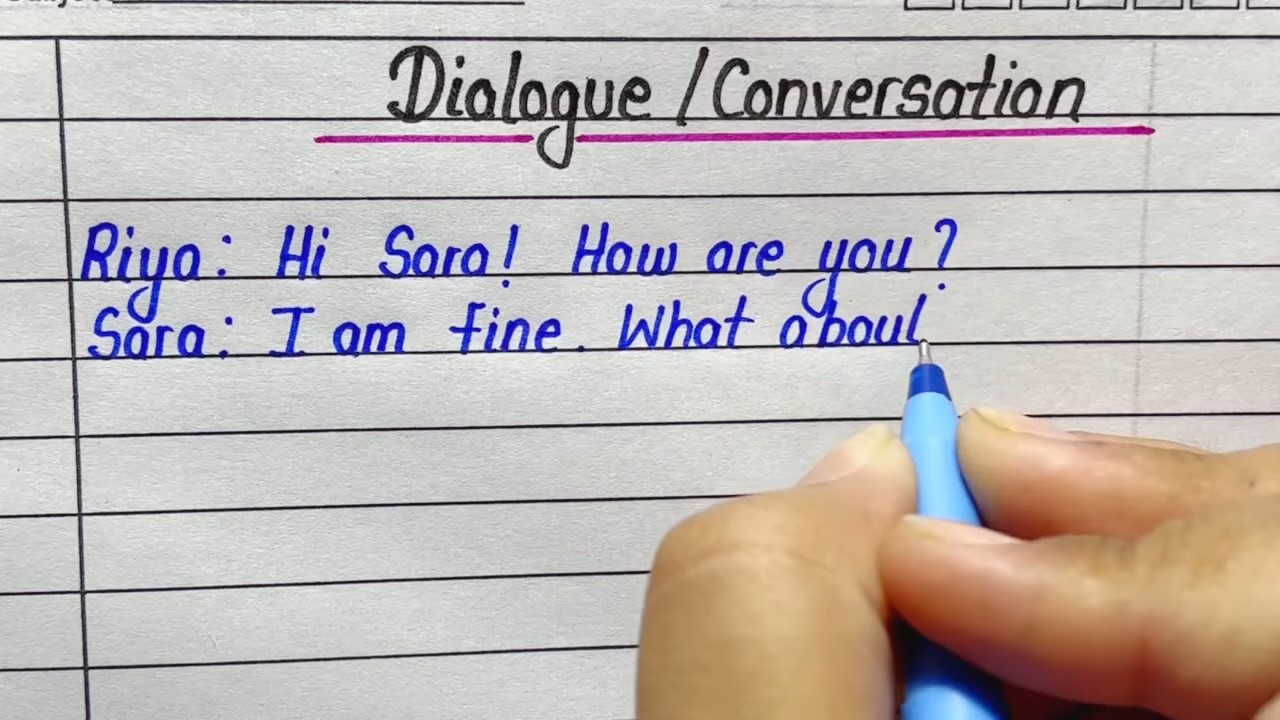 Dialogue / Conversation
Riya: Hi Sara! How are you?
Sara: I am fine. What about